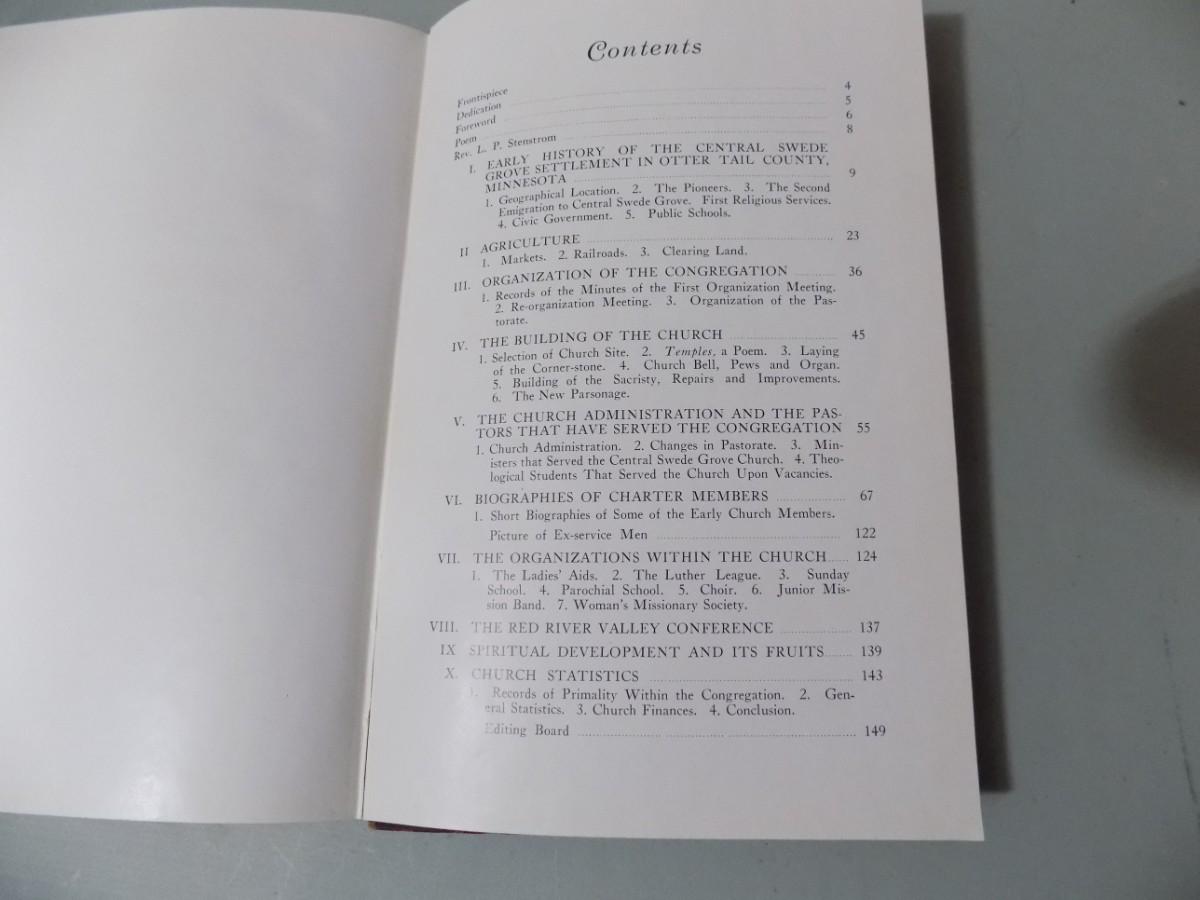 Contents
Frontispiece
Dedication 4
Foreword 5
Poem 6
Rev. L. P. Stenstrom 8
I. EARLY HISTORY OF THE CENTRAL SWEDE
GROVE SETTLEMENT IN OTTER TAIL COUNTY,
MINNESOTA 9
1. Geographical Location. 2. The Pioneers. 3. The Second
Emigration to Central Swede Grove. First Religious Services.
4. Civic Government. 5. Public Schools.
II AGRICULTURE 23
1. Markets. 2. Railroads. 3. Clearing Land.
III. ORGANIZATION OF THE CONGREGATION 36
1. Records of the Minutes of the First Organization Meeting.
2. Re-organization Meeting. 3. Organization of the Pas-
torate.
IV. THE BUILDING OF THE CHURCH 45
1. Selection of Church Site. 2. Temples, a Poem. 3. Laying
of the Corner-stone. 4. Church Bell, Pews and Organ.
5. Building of the Sacristy, Repairs and Improvements.
6. The New Parsonage.
V. THE CHURCH ADMINISTRATION AND THE PAS-
TORS THAT HAVE SERVED THE CONGREGATION 55
1. Church Administration. 2. Changes in Pastorate. 3. Min-
isters that Served the Central Swede Grove Church. 4. Theo-
logical Students That Served the Church Upon Vacancies.
VI. BIOGRAPHIES OF CHARTER MEMBERS 67
1. Short Biographies of Some of the Early Church Members.
Picture of Ex-service Men 122
VII. THE ORGANIZATIONS WITHIN THE CHURCH 124
1. The Ladies' Aids. 2. The Luther League. 3. Sunday
School. 4. Parochial School. 5. Choir. 6. Junior Mis-
sion Band. 7. Woman's Missionary Society.
VIII. THE RED RIVER VALLEY CONFERENCE 137
IX SPIRITUAL DEVELOPMENT AND ITS FRUITS 139
X. CHURCH STATISTICS 143
1. Records of Primality Within the Congregation. 2. Gen-
eral Statistics. 3. Church Finances. 4. Conclusion.
Editing Board 149